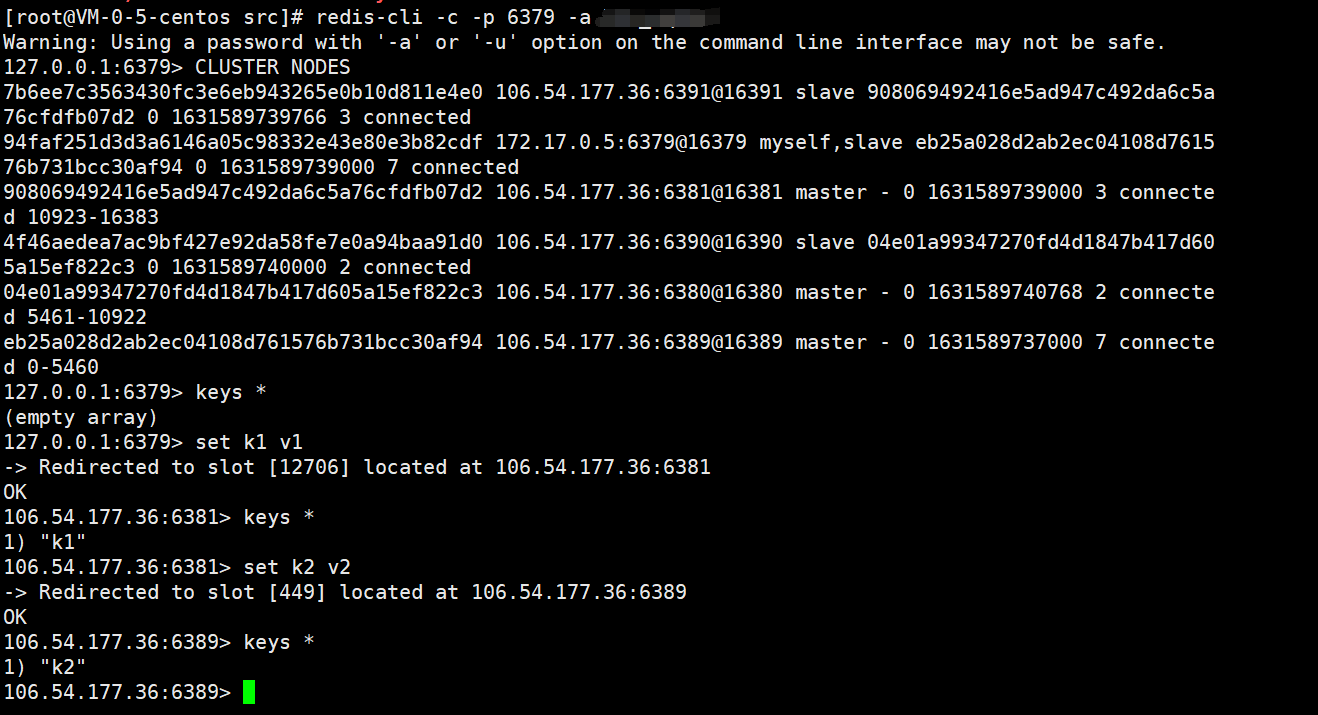 [root@VM-0-5-centos src]# redis-cli -c -p 6379 -a
Warning: Using a password with '-a' or '-u' option on the command line interface may not be safe.
127.0.0.1:6379> CLUSTER NODES
7b6ee7c3563430fc3e6eb943265e0b10d811e4e0 106.54.177.36:6391@16391 slave 908069492416e5ad947c492da6c5a
76cfdfb07d2 0 1631589739766 3 connected
94faf251d3d3a6146a05c98332e43e80e3b82cdf 172.17.0.5:6379@16379 myself,slave eb25a028d2ab2ec04108d7615
76b731bcc30af94 0 1631589739000 7 connected
908069492416e5ad947c492da6c5a76cfdfb07d2 106.54.177.36:6381@16381 master - 0 1631589739000 3 connecte
d 10923-16383
4f46aedea7ac9bf427e92da58fe7e0a94baa91d0 106.54.177.36:6390@16390 slave 04e01a99347270fd4d1847b417d60
5a15ef822c3 0 1631589740000 2 connected
04e01a99347270fd4d1847b417d605a15ef822c3 106.54.177.36:6380@16380 master - 0 1631589740768 2 connecte
d 5461-10922
eb25a028d2ab2ec04108d761576b731bcc30af94 106.54.177.36:6389@16389 master - 0 1631589737000 7 connecte
d 0-5460
127.0.0.1:6379> keys *
(empty array)
127.0.0.1:6379> set k1 v1
-> Redirected to slot [12706] located at 106.54.177.36:6381
OK
106.54.177.36:6381> keys *
1) "k1"
106.54.177.36:6381> set k2 v2
-> Redirected to slot [449] located at 106.54.177.36:6389
OK
106.54.177.36:6389> keys *
1) "k2"
106.54.177.36:6389>